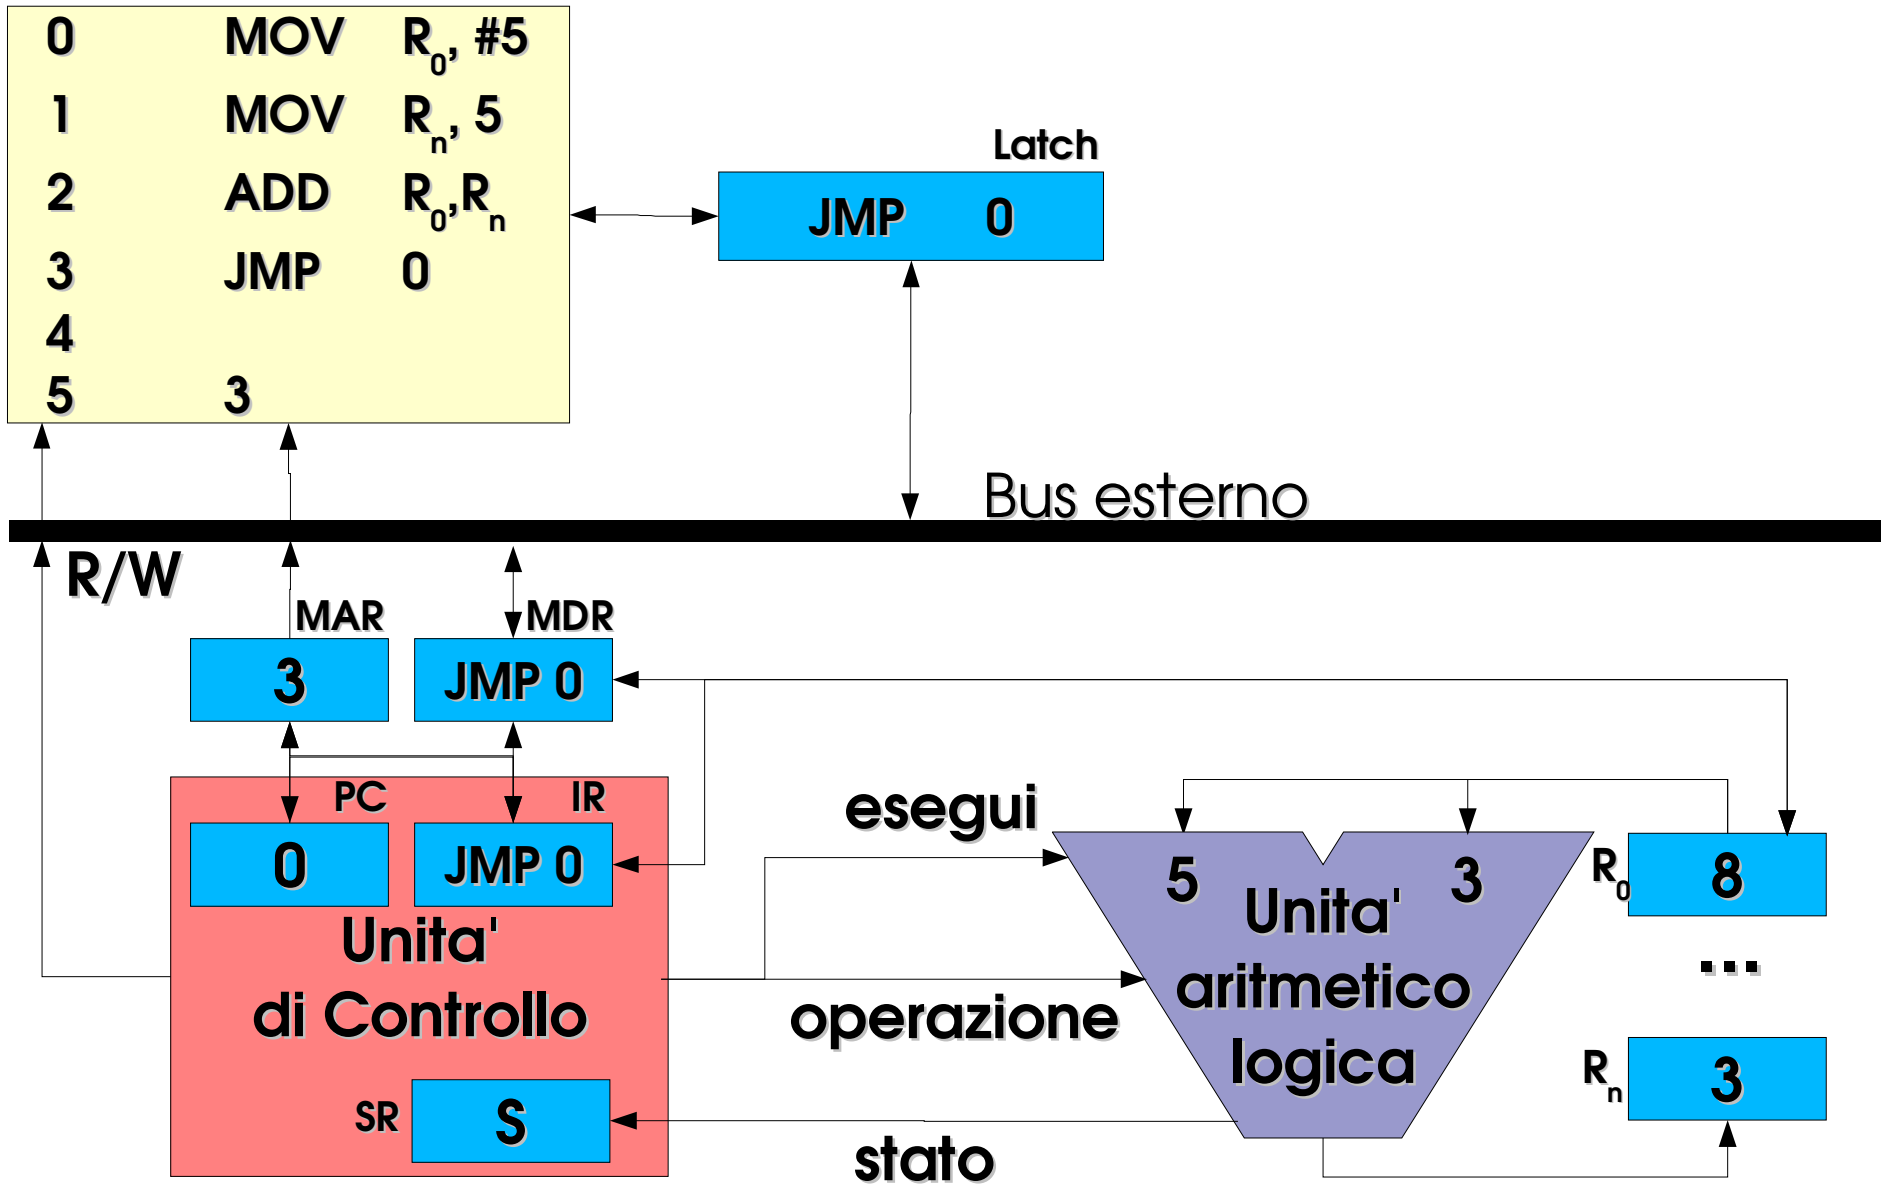 0 MOV R0, #5
1 MOV Rn, 5
2 ADD R0,Rn
3 JMP 0
4
5 3
Latch
JMP 0
Bus esterno
R/W
MAR
MDR
3
JMP 0
PC
IR
0
JMP 0
Unita'
di Controllo
SR
S
esegui
operazione
stato
5
3
Unita'
aritmetico
logica
R0
8
...
Rn
3